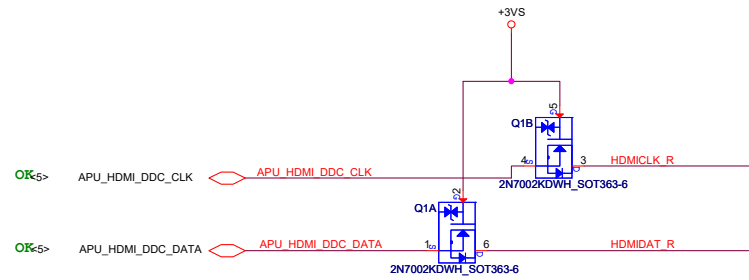 +3VS
5
G
Q1B
4
S
3
D
HDMICLK_R
OK
<5>
APU_HDMI_DDC_CLK
APU_HDMI_DDC_CLK
2N7002KDWH_SOT363-6
2
G
Q1A
OK
<5>
APU_HDMI_DDC_DATA
APU_HDMI_DDC_DATA
1
S
6
D
HDMIDAT_R
2N7002KDWH_SOT363-6